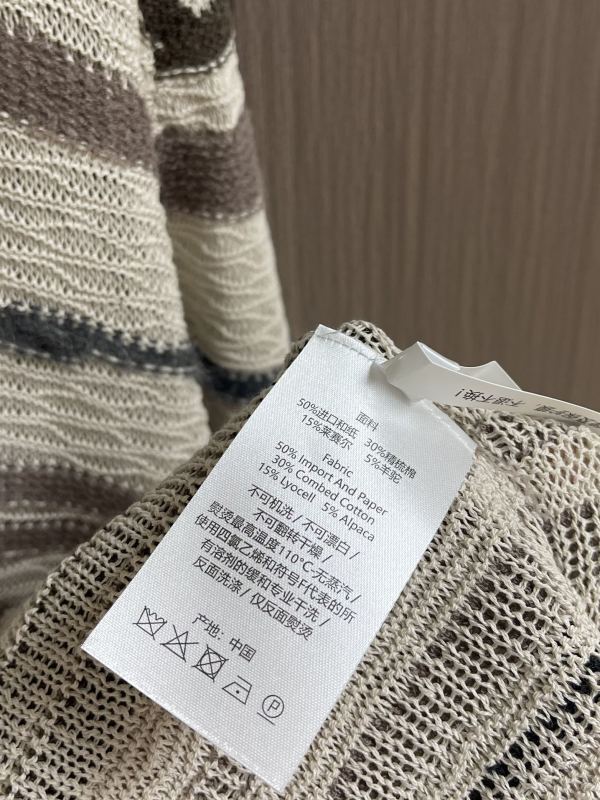 面料
50%进口和纸 30%精梳棉
15%莱赛尔 5%羊驼
Fabric
50% Import And Paper
30% Combed Cotton
15% Lyocell 5% Alpaca
不可机洗/不可漂白/
不可翻转干燥/
熨烫最高温度110℃-无蒸汽/
使用四氯乙烯和符号F代表的所
有溶剂的缓和专业干洗/
反面洗涤/仅反面熨烫
产地:中国
P
不退不换!